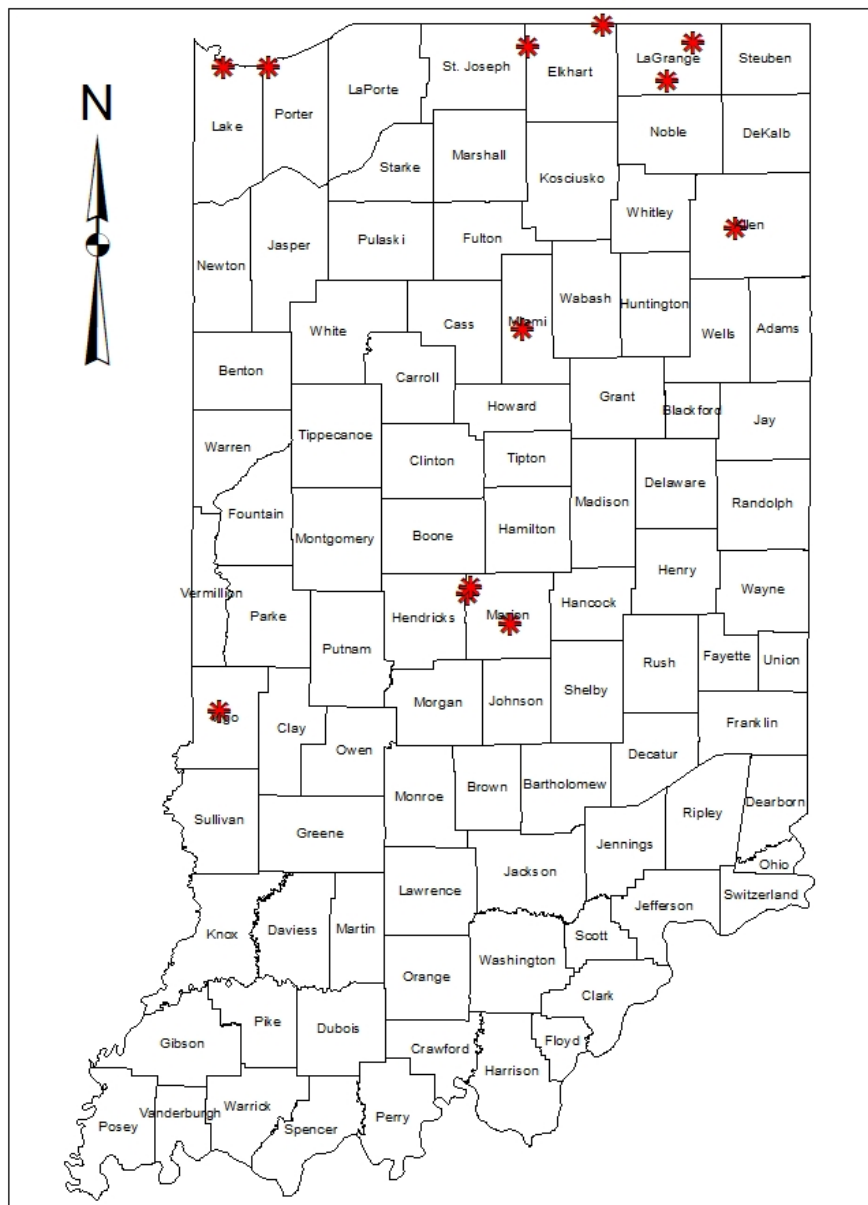 N
St. Joseph
Elkhart
LaGrange
Steuben
LaPorte
Lake
Porter
Noble
DeKalb
Starke
Marshall
Kosciusko
Whitley
Newton
Jasper
Pulaski
Fulton
White
Cass
Miami
Wabash
Huntington
Wells
Adams
Benton
Carroll
Grant
Howard
Blackford
Jay
Warren
Tippecanoe
Clinton
Tipton
Madison
Delaware
Randolph
Fountain
Montgomery
Boone
Hamilton
Henry
Vermillion
Parke
Putnam
Hendricks
Marion
Hancock
Wayne
Rush
Fayette
Union
Clay
Owen
Morgan
Johnson
Shelby
Franklin
Decatur
Sullivan
Greene
Monroe
Brown
Bartholomew
Ripley
Dearborn
Jennings
Ohio
Knox
Daviess
Martin
Lawrence
Jackson
Jefferson
Switzerland
Scott
Orange
Washington
Clark
Gibson
Pike
Dubois
Crawford
Floyd
Harrison
Posey
Vanderburgh
Warrick
Spencer
Perry